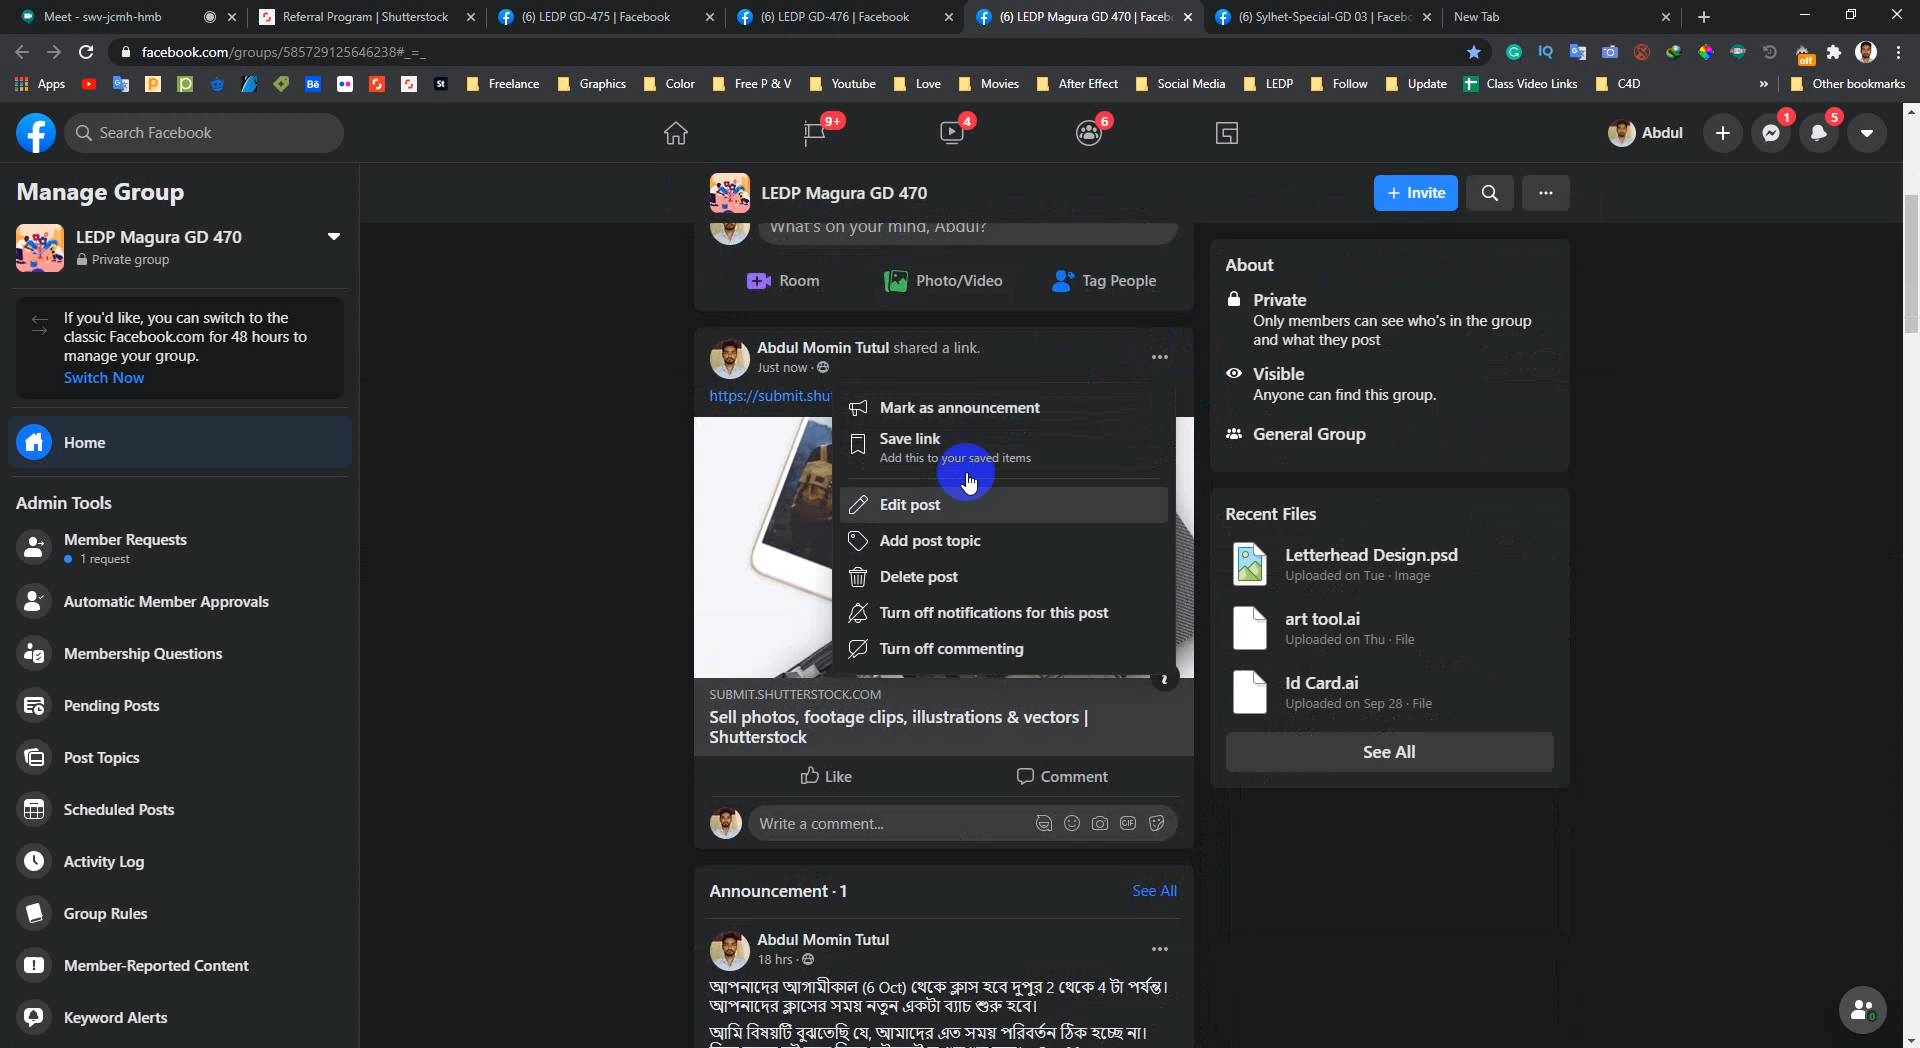 Meet - swv-jcmh-hmb
Referral Program | Shutterstock
(6) LEDP GD-475 | Facebook
(6) LEDP GD-476 | Facebook
(6) LEDP Magura GD 470 | Faceb
(6) Sylhet-Special-GD 03 | Facebo
New Tab
facebook.com/groups/585729125646238#_=_
off
Apps
Bē
St
Freelance
Graphics
Color
Free P & V
Youtube
Love
Movies
After Effect
Social Media
LEDP
Follow
Update
Class Video Links
C4D
»
Other bookmarks
Search Facebook
9+
4
6
Abdul
1
5
Manage Group
LEDP Magura GD 470
Private group
If you'd like, you can switch to the
classic Facebook.com for 48 hours to
manage your group.
Switch Now
Home
Admin Tools
Member Requests
1 request
Automatic Member Approvals
Membership Questions
Pending Posts
Post Topics
Scheduled Posts
Activity Log
Group Rules
Member-Reported Content
Keyword Alerts
LEDP Magura GD 470
+ Invite
What's on your mind, Abdul?
Room
Photo/Video
Tag People
Abdul Momin Tutul shared a link.
Just now ·
https://submit.shu
Mark as announcement
Save link
Add this to your saved items
Edit post
Add post topic
Delete post
Turn off notifications for this post
Turn off commenting
SUBMIT.SHUTTERSTOCK.COM
Sell photos, footage clips, illustrations & vectors |
Shutterstock
Like
Comment
Write a comment...
GIF
Announcement · 1
See All
Abdul Momin Tutul
18 hrs ·
আপনাদের আগামীকাল (6 Oct) থেকে ক্লাস হবে দুপুর 2 থেকে 4 টা পর্যন্ত।
আপনাদের ক্লাসের সময় নতুন একটা ব্যাচ শুরু হবে।
আমি বিষয়টি বুঝতেছি যে, আমাদের এত সময় পরিবর্তন ঠিক হচ্ছে না।
About
Private
Only members can see who's in the group
and what they post
Visible
Anyone can find this group.
General Group
Recent Files
Letterhead Design.psd
Uploaded on Tue · Image
art tool.ai
Uploaded on Thu · File
Id Card.ai
Uploaded on Sep 28 · File
See All
0